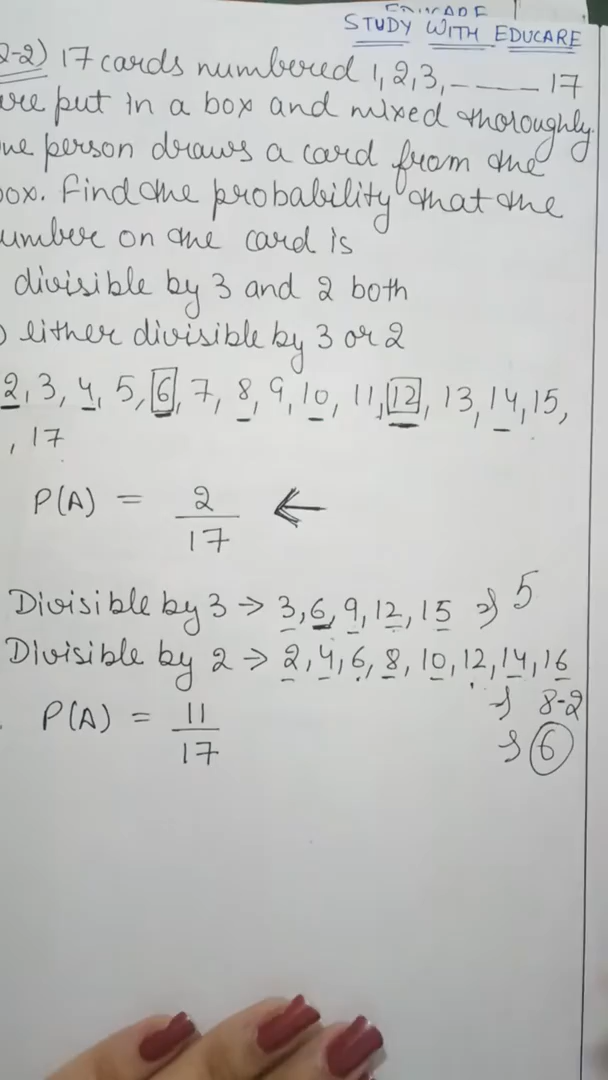 STUDY WITH EDUCARE
2-2) 17 cards numbered 1, 2, 3, ---- 17
are put in a box and mixed thoroughly.
one person draws a card from the
box. Find the probability that the
number on the card is
divisible by 3 and 2 both
) either divisible by 3 or 2
2, 3, 4, 5, 6, 7, 8, 9, 10, 11, 12, 13, 14, 15,
, 17
P(A) = 2/17 ←
Divisible by 3 → 3, 6, 9, 12, 15 ⇒ 5
Divisible by 2 → 2, 4, 6, 8, 10, 12, 14, 16
⇒ 8-2
P(A) = 11/17
⇒ 6